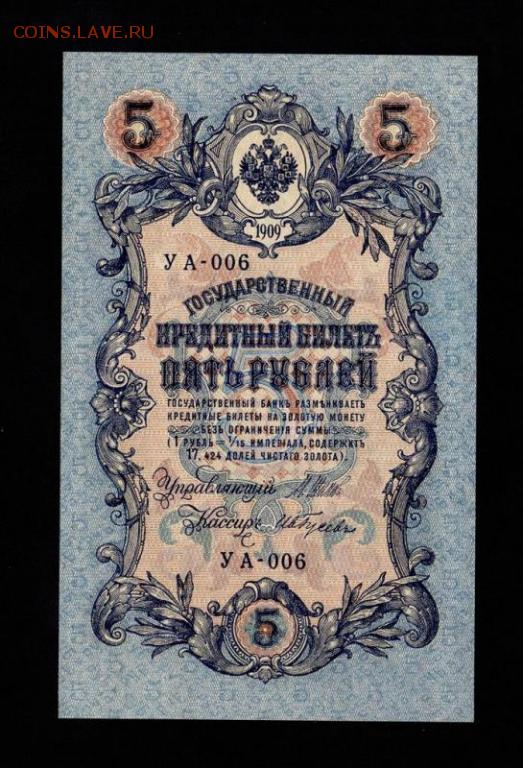 COINS.LAVE.РУ
5 5
1909
УА-006
ГОСУДАРСТВЕННЫЙ
КРЕДИТНЫЙ БИЛЕТЪ
ПЯТЬ РУБЛЕЙ
ГОСУДАРСТВЕННЫЙ БАНКЪ РАЗМѢНИВАЕТЪ
КРЕДИТНЫЕ БИЛЕТЫ НА ЗОЛОТУЮ МОНЕТУ
БЕЗЪ ОГРАНИЧЕНІЯ СУММЫ
(1 РУБЛЬ = 1/15 ИМПЕРІАЛА, СОДЕРЖИТЪ
17,424 ДОЛЕЙ ЧИСТАГО ЗОЛОТА).
Управляющій
Кассиръ
УА-006
5